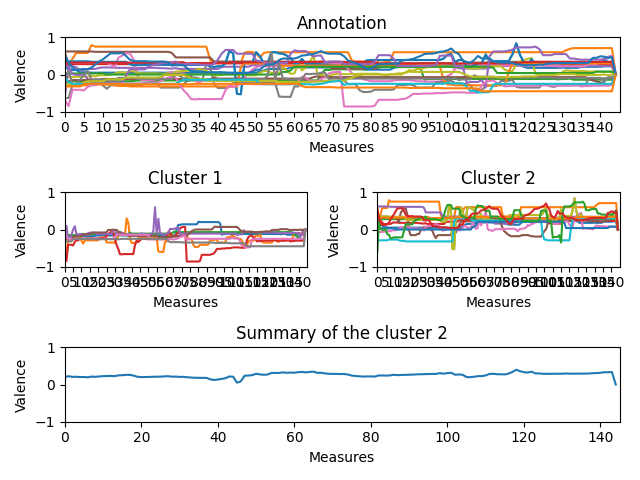 Annotation
1
0
−1
Valence
0 5 10 15 20 25 30 35 40 45 50 55 60 65 70 75 80 85 90 95 100 105 110 115 120 125 130 135 140
Measures
Cluster 1
Cluster 2
1
0
−1
Valence
Measures
1
0
−1
Valence
Measures
Summary of the cluster 2
1
0
−1
Valence
0 20 40 60 80 100 120 140
Measures